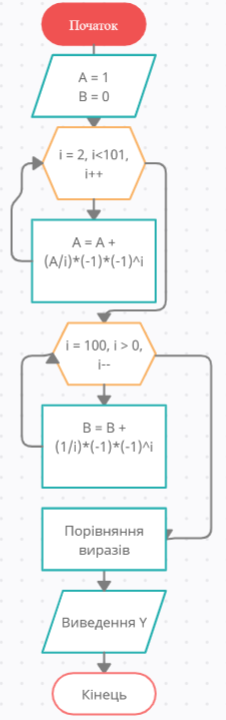 Початок
A = 1
B = 0
i = 2, i<101,
i++
A = A +
(A/i)*(-1)*(-1)^i
i = 100, i > 0,
i--
B = B +
(1/i)*(-1)*(-1)^i
Порівняння
виразів
Виведення Y
Кінець